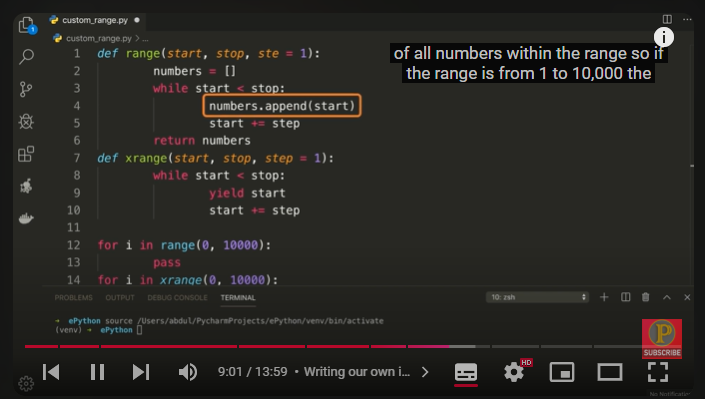 custom_range.py
custom_range.py > ...
of all numbers within the range so if
the range is from 1 to 10,000 the
1 def range(start, stop, ste = 1):
2 numbers = []
3 while start < stop:
4 numbers.append(start)
5 start += step
6 return numbers
7 def xrange(start, stop, step = 1):
8 while start < stop:
9 yield start
10 start += step
11
12 for i in range(0, 10000):
13 pass
14 for i in xrange(0, 10000):
PROBLEMS OUTPUT DEBUG CONSOLE TERMINAL 10: zsh
→ ePython source /Users/abdul/PycharmProjects/ePython/venv/bin/activate
(venv) → ePython
P
SUBSCRIBE
9:01 / 13:59 • Writing our own i... >
HD
No Notifications